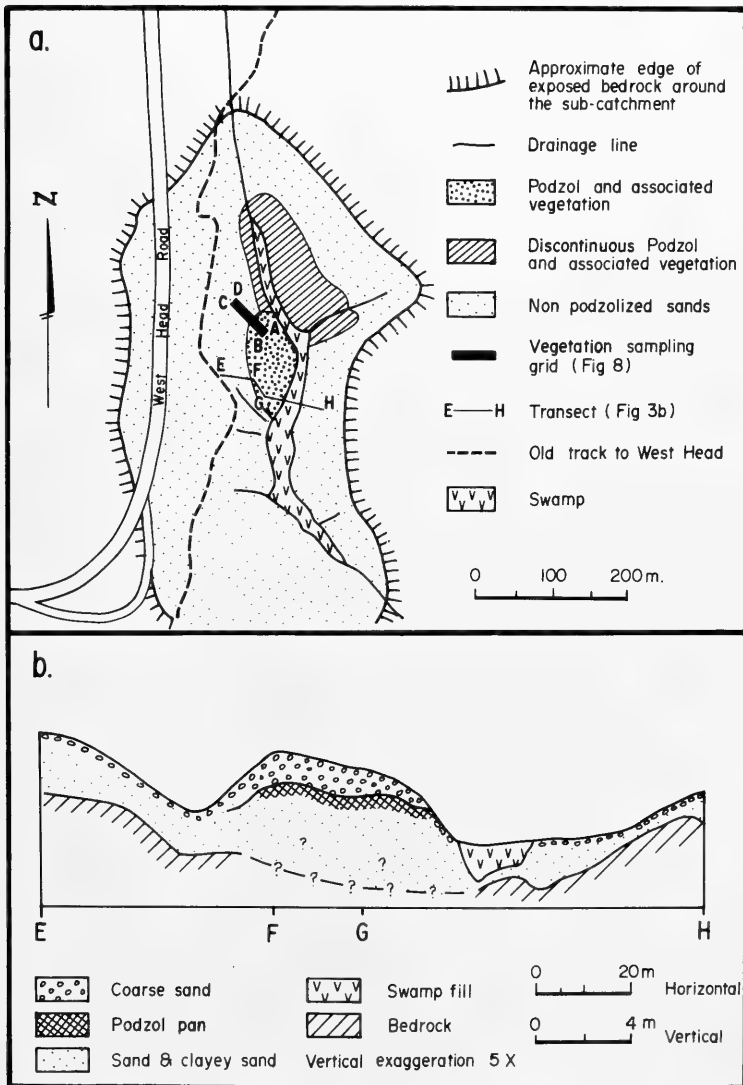 a.
N
West Head Road
D
C
A
B
F
E
G
H
Approximate edge of
exposed bedrock around
the sub-catchment
Drainage line
Podzol and associated
vegetation
Discontinuous Podzol
and associated vegetation
Non podzolized sands
Vegetation sampling
grid (Fig 8)
E—H Transect (Fig 3b)
Old track to West Head
V V V
V V
Swamp
0 100 200 m.
b.
? ? ? ? ? ? ? ?
V V V
V V
V
E F G H
Coarse sand
Podzol pan
Sand & clayey sand
Swamp fill
Bedrock
Vertical exaggeration 5 X
0 20 m Horizontal
0 4 m Vertical